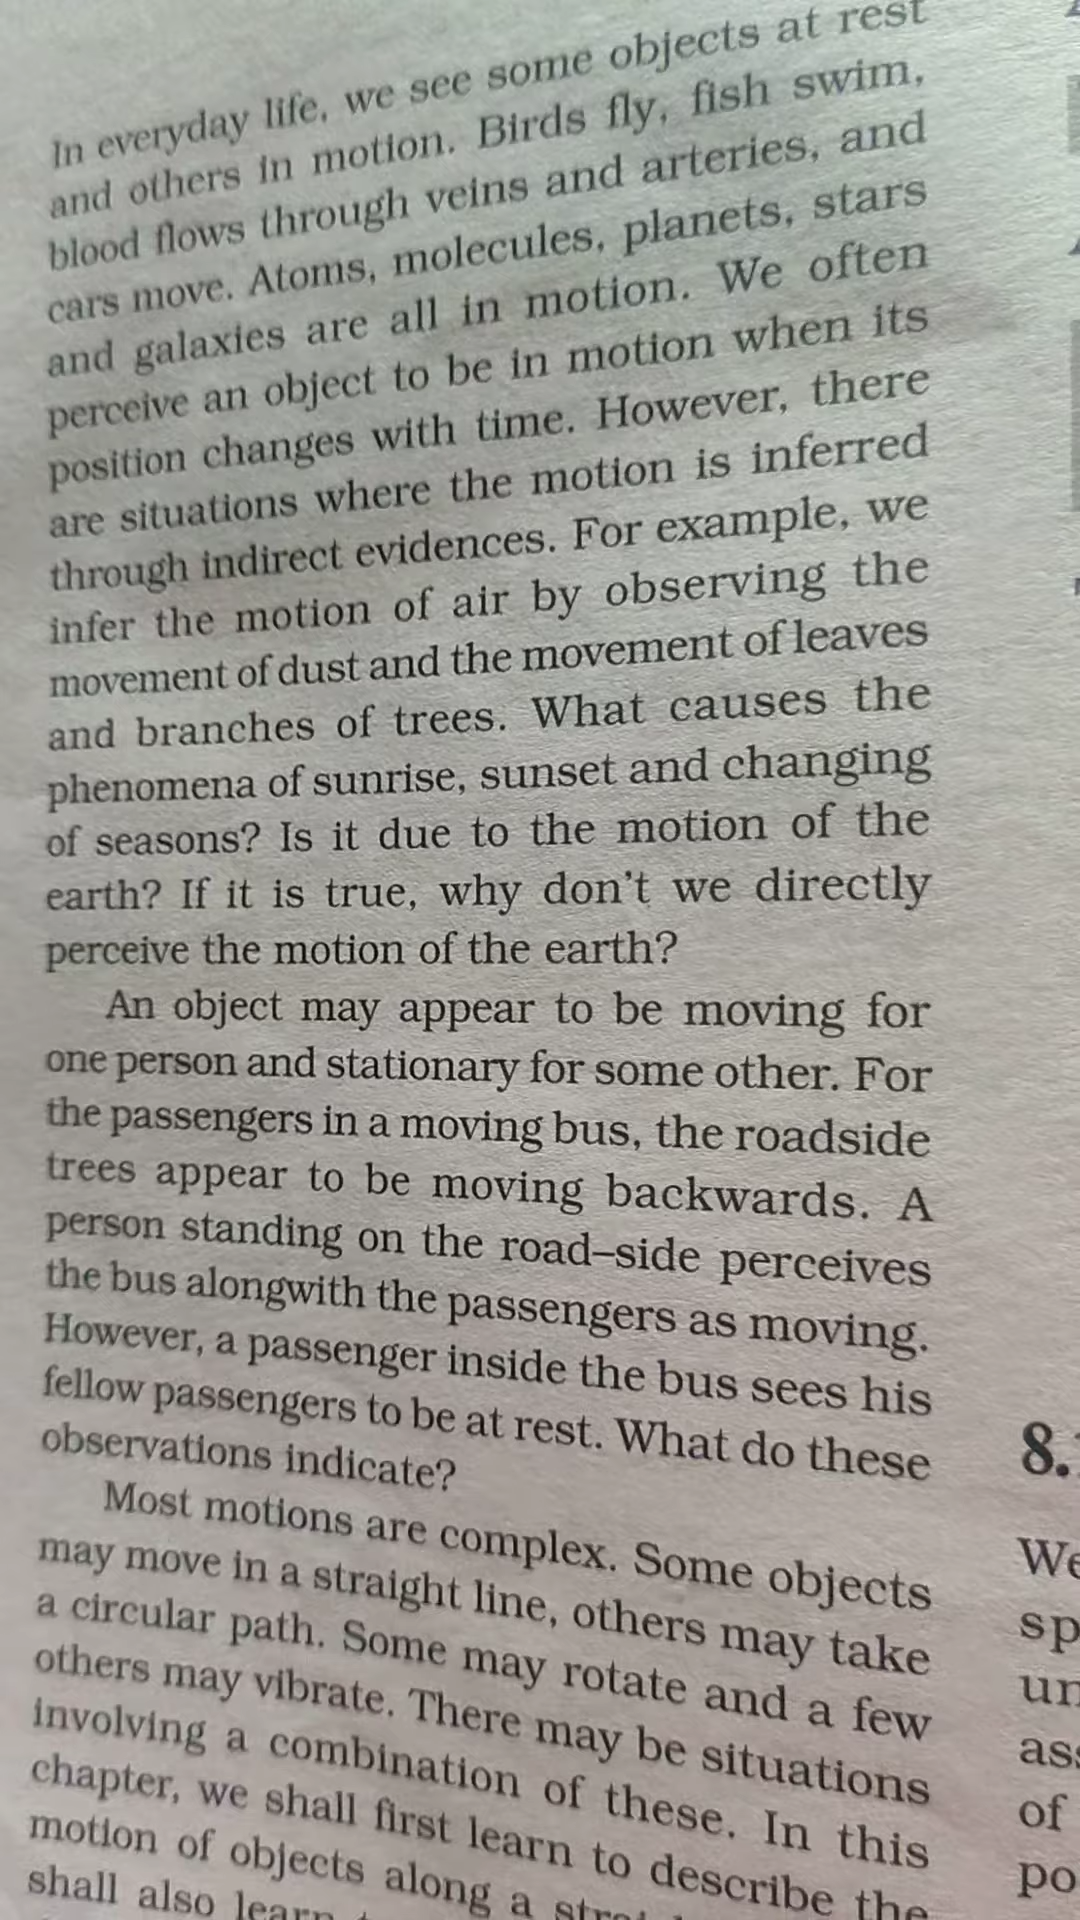 In everyday life, we see some objects at rest
and others in motion. Birds fly, fish swim,
blood flows through veins and arteries, and
cars move. Atoms, molecules, planets, stars
and galaxies are all in motion. We often
perceive an object to be in motion when its
position changes with time. However, there
are situations where the motion is inferred
through indirect evidences. For example, we
infer the motion of air by observing the
movement of dust and the movement of leaves
and branches of trees. What causes the
phenomena of sunrise, sunset and changing
of seasons? Is it due to the motion of the
earth? If it is true, why don't we directly
perceive the motion of the earth?
An object may appear to be moving for
one person and stationary for some other. For
the passengers in a moving bus, the roadside
trees appear to be moving backwards. A
person standing on the road–side perceives
the bus alongwith the passengers as moving.
However, a passenger inside the bus sees his
fellow passengers to be at rest. What do these
observations indicate?
Most motions are complex. Some objects
may move in a straight line, others may take
a circular path. Some may rotate and a few
others may vibrate. There may be situations
involving a combination of these. In this
chapter, we shall first learn to describe the
motion of objects along a
shall also learn
8.
We
of